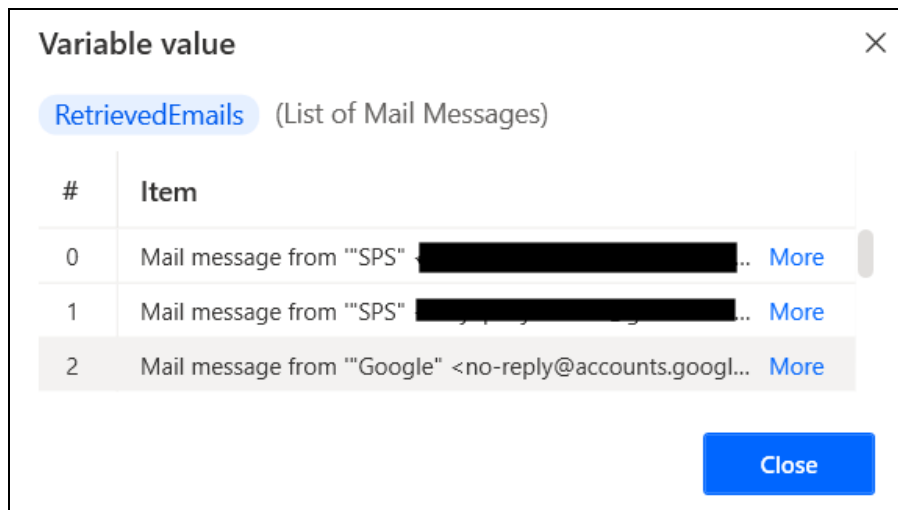 Variable value
RetrievedEmails (List of Mail Messages)
# Item
0 Mail message from '"SPS" ... More
1 Mail message from '"SPS" ... More
2 Mail message from '"Google" <no-reply@accounts.googl... More
Close